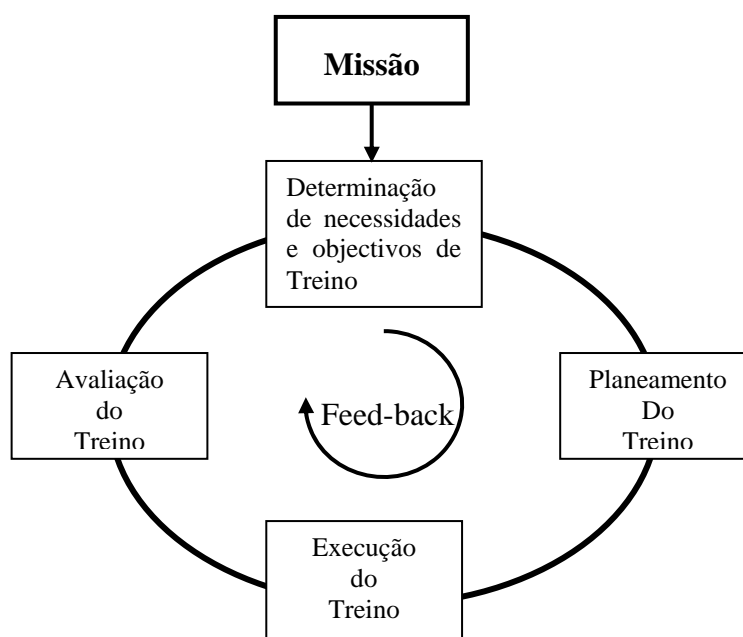 Missão
Determinação
de necessidades
e objectivos de
Treino
Avaliação
do
Treino
Feed-back
Planeamento
Do
Treino
Execução
do
Treino